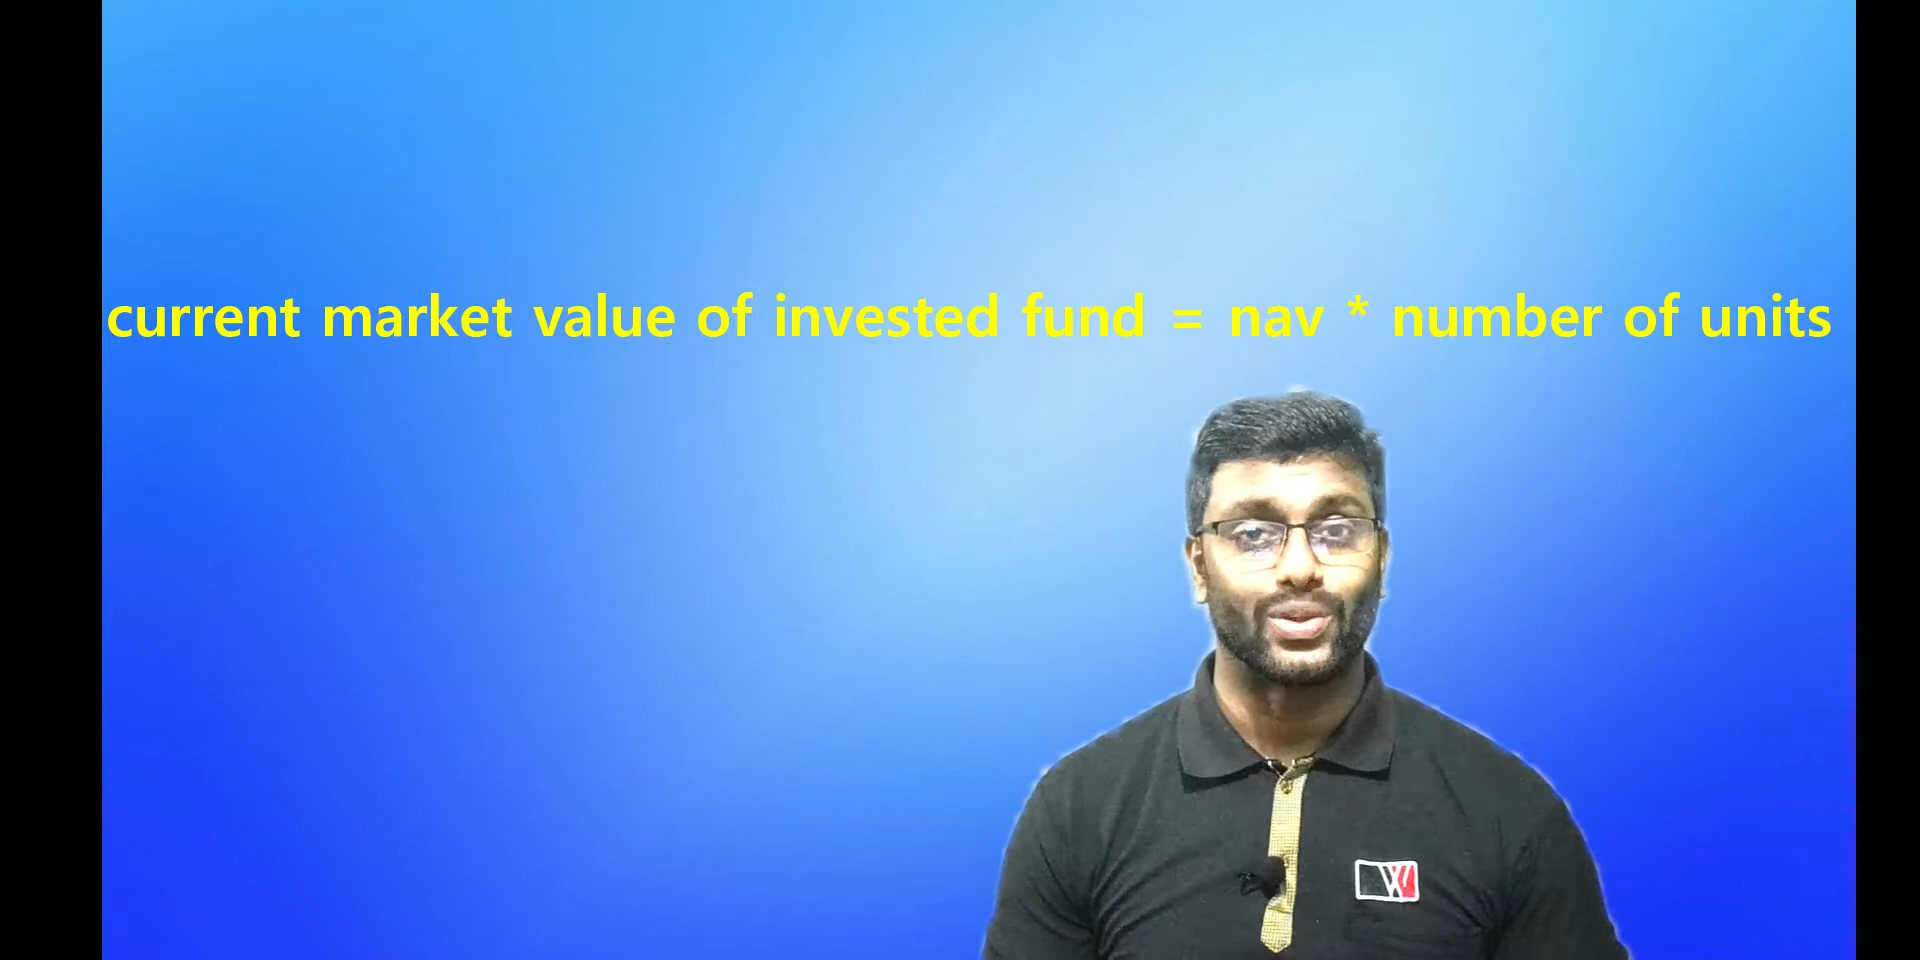 current market value of invested fund = nav * number of units